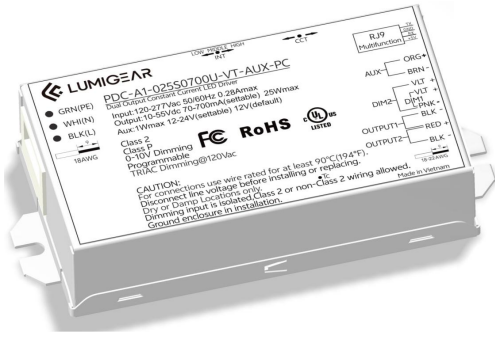 LUMIGEAR
GRN(PE)
WHI(N)
BLK(L)
18AWG
PDC-A1-025S0700U-VT-AUX-PC
Dual Output Constant Current LED Driver
Input:120-277Vac 50/60Hz 0.28Amax
Output:10-55Vdc 70-700mA(settable) 25Wmax
Aux:1Wmax 12-24V(settable) 12V(default)
Class 2
Class P
0-10V Dimming
Programmable
TRIAC Dimming@120Vac
FC RoHS c UL US
LISTED
CAUTION:
For connections use wire rated for at least 90°C(194°F).
Disconnect line voltage before installing or replacing.
Dry or Damp Locations only.
Dimming input is isolated,Class 2 or non-Class 2 wiring allowed.
Ground enclosure in installation.
Tc
LOW MIDDLE HIGH
INT
CCT
RJ9
Multifunction
ORG+
AUX
BRN-
VLT +
VLT +
DIM2
DIM1
PNK-
BLK -
OUTPUT1
RED +
OUTPUT2
BLK -
18-22AWG
Made in Vietnam